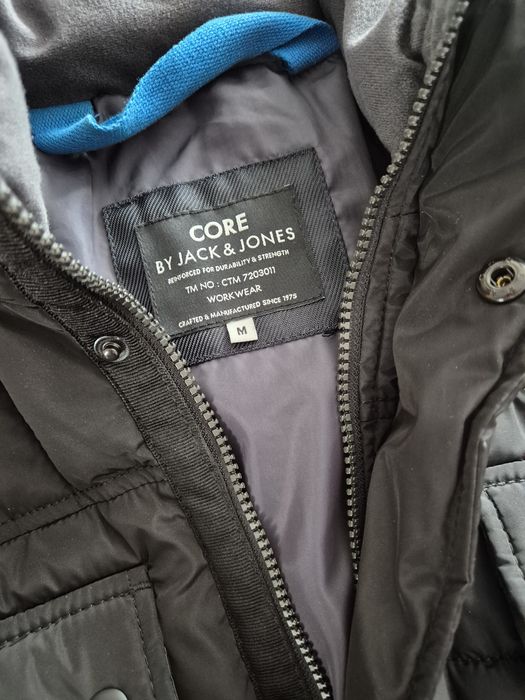 CORE
BY JACK & JONES
REINFORCED FOR DURABILITY & STRENGTH
TM NO : CTM 7203011
WORKWEAR
CRAFTED & MANUFACTURED SINCE 1975
M